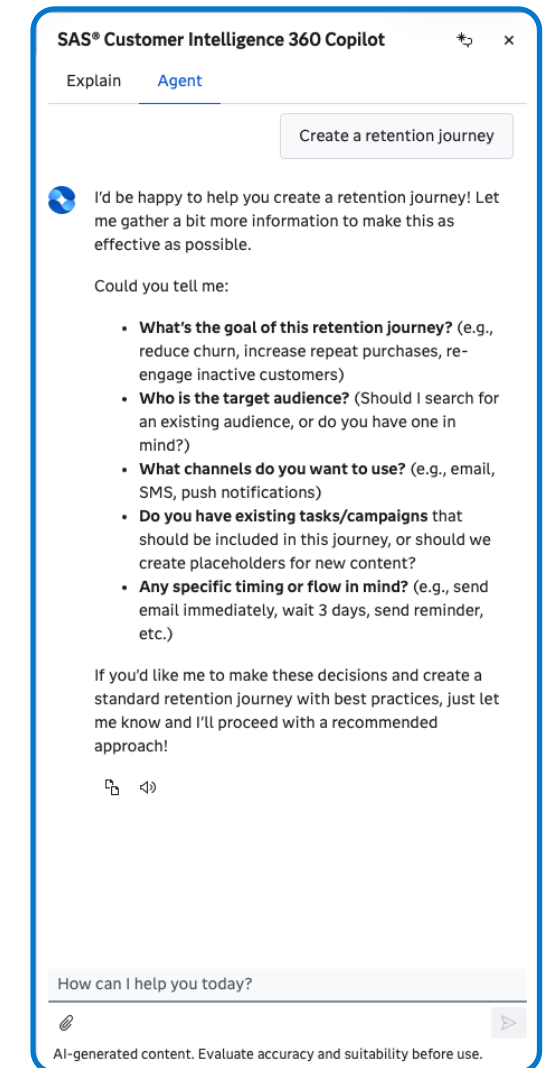 SAS® Customer Intelligence 360 Copilot
Explain
Agent
Create a retention journey
I'd be happy to help you create a retention journey! Let
me gather a bit more information to make this as
effective as possible.
Could you tell me:
• What's the goal of this retention journey? (e.g.,
reduce churn, increase repeat purchases, re-
engage inactive customers)
• Who is the target audience? (Should I search for
an existing audience, or do you have one in
mind?)
• What channels do you want to use? (e.g., email,
SMS, push notifications)
• Do you have existing tasks/campaigns that
should be included in this journey, or should we
create placeholders for new content?
• Any specific timing or flow in mind? (e.g., send
email immediately, wait 3 days, send reminder,
etc.)
If you'd like me to make these decisions and create a
standard retention journey with best practices, just let
me know and I'll proceed with a recommended
approach!
How can I help you today?
AI-generated content. Evaluate accuracy and suitability before use.